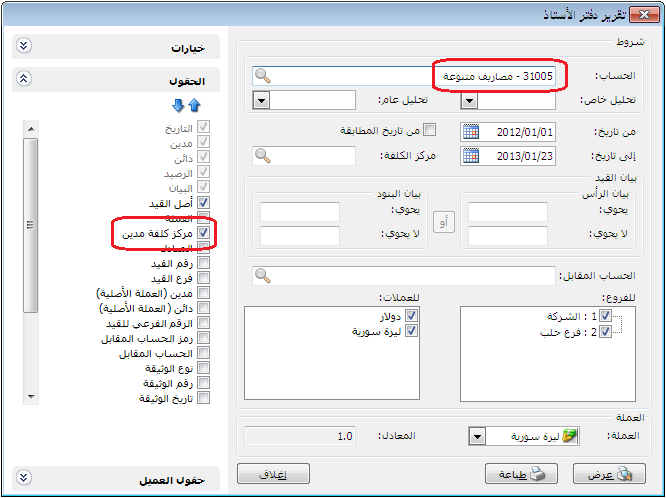 تقرير دفتر الأستاذ
شروط
الحساب: 31005 - مصاريف متنوعة
تحليل خاص: تحليل عام:
من تاريخ: 2012/01/01 من تاريخ المطابقة
إلى تاريخ: 2013/01/23 مركز الكلفة:
بيان القيد
بيان الرأس
يحوي:
لا يحوي:
أو
بيان البنود
يحوي:
لا يحوي:
الحساب المقابل:
للفروع:
1 : الشركة
2 : فرع حلب
للعملات:
دولار
ليرة سورية
العملة
العملة: ليرة سورية المعادل: 1.0
عرض طباعة إغلاق
خيارات
الحقول
التاريخ
مدين
دائن
الرصيد
البيان
أصل القيد
العملة
مركز كلفة مدين
المعادل
رقم القيد
فرع القيد
مدين (العملة الأصلية)
دائن (العملة الأصلية)
الرقم الفرعي للقيد
رمز الحساب المقابل
الحساب المقابل
نوع الوثيقة
رقم الوثيقة
تاريخ الوثيقة
حقول العميل